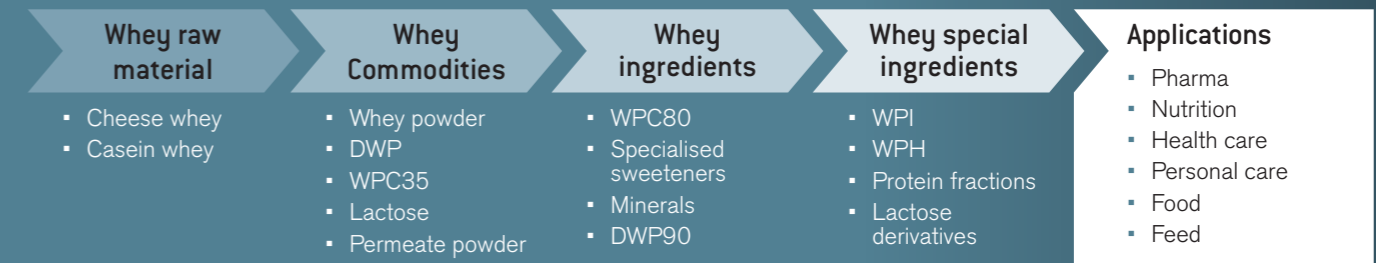 Whey raw
material
▪ Cheese whey
▪ Casein whey
Whey
Commodities
▪ Whey powder
▪ DWP
▪ WPC35
▪ Lactose
▪ Permeate powder
Whey
ingredients
▪ WPC80
▪ Specialised
sweeteners
▪ Minerals
▪ DWP90
Whey special
ingredients
▪ WPI
▪ WPH
▪ Protein fractions
▪ Lactose
derivatives
Applications
▪ Pharma
▪ Nutrition
▪ Health care
▪ Personal care
▪ Food
▪ Feed